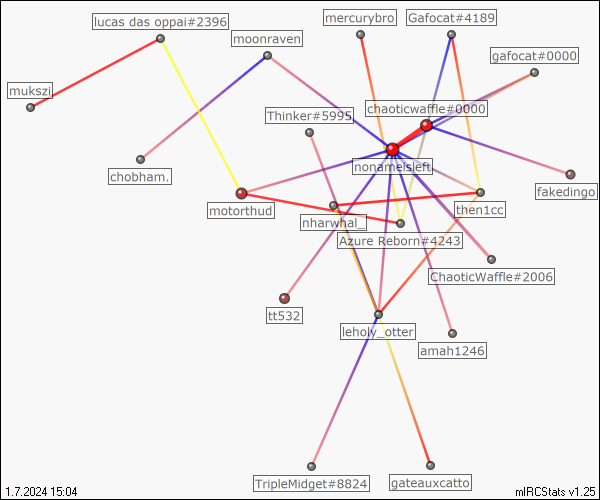 mercurybro
Gafocat#4189
lucas das oppai#2396
moonraven
gafocat#0000
mukszi
chaoticwaffle#0000
Thinker#5995
nonameisleft
chobham.
fakedingo
motorthud
then1cc
nharwhal_
Azure Reborn#4243
ChaoticWaffle#2006
tt532
leholy_otter
amah1246
TripleMidget#8824
gateauxcatto
1.7.2024 15:04
mIRCStats v1.25